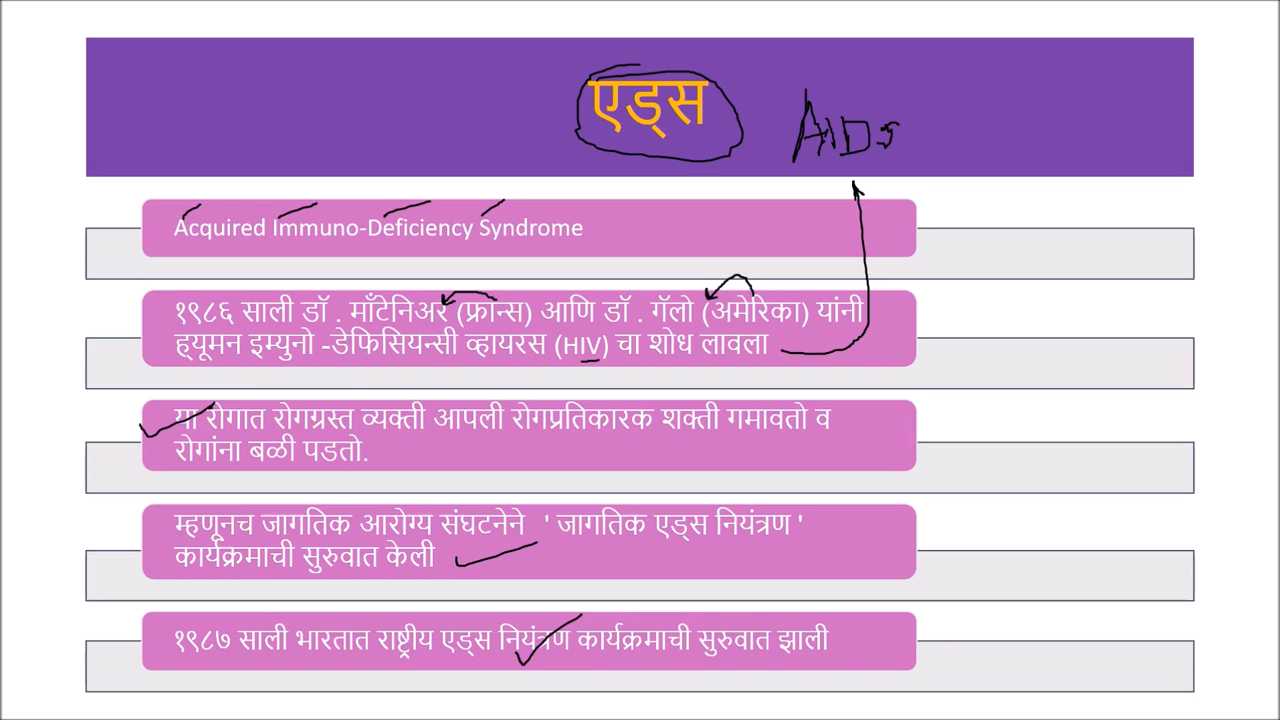 एड्स
AIDS
Acquired Immuno-Deficiency Syndrome
१९८६ साली डॉ . माँटेनिअर (फ्रान्स) आणि डॉ . गॅलो (अमेरिका) यांनी
ह्यूमन इम्युनो -डेफिसियन्सी व्हायरस (HIV) चा शोध लावला
या रोगात रोगग्रस्त व्यक्ती आपली रोगप्रतिकारक शक्ती गमावतो व
रोगांना बळी पडतो.
म्हणूनच जागतिक आरोग्य संघटनेने ' जागतिक एड्स नियंत्रण '
कार्यक्रमाची सुरुवात केली
१९८७ साली भारतात राष्ट्रीय एड्स नियंत्रण कार्यक्रमाची सुरुवात झाली